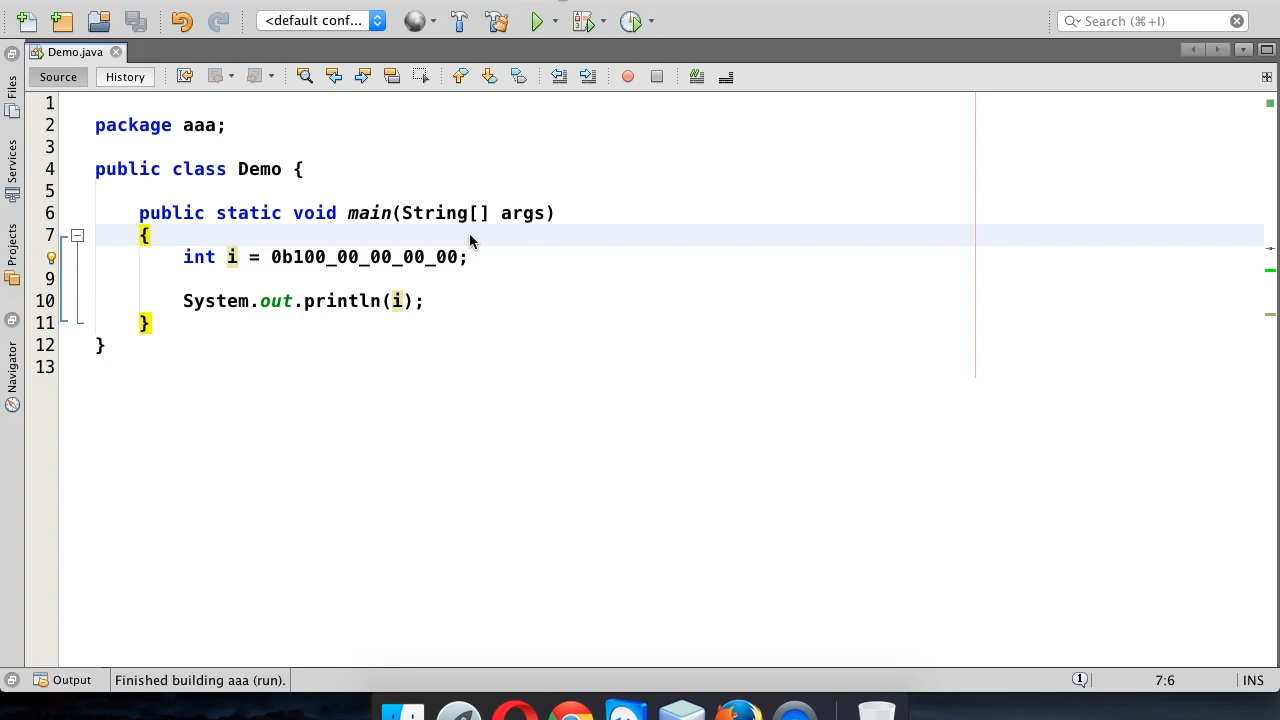 <default conf...
Search (⌘+I)
Demo.java
Source
History
Files
Services
Projects
Navigator
1
2 package aaa;
3
4 public class Demo {
5
6 public static void main(String[] args)
7 {
int i = 0b100_00_00_00_00;
9
10 System.out.println(i);
11 }
12 }
13
Output
Finished building aaa (run).
1
7:6
INS